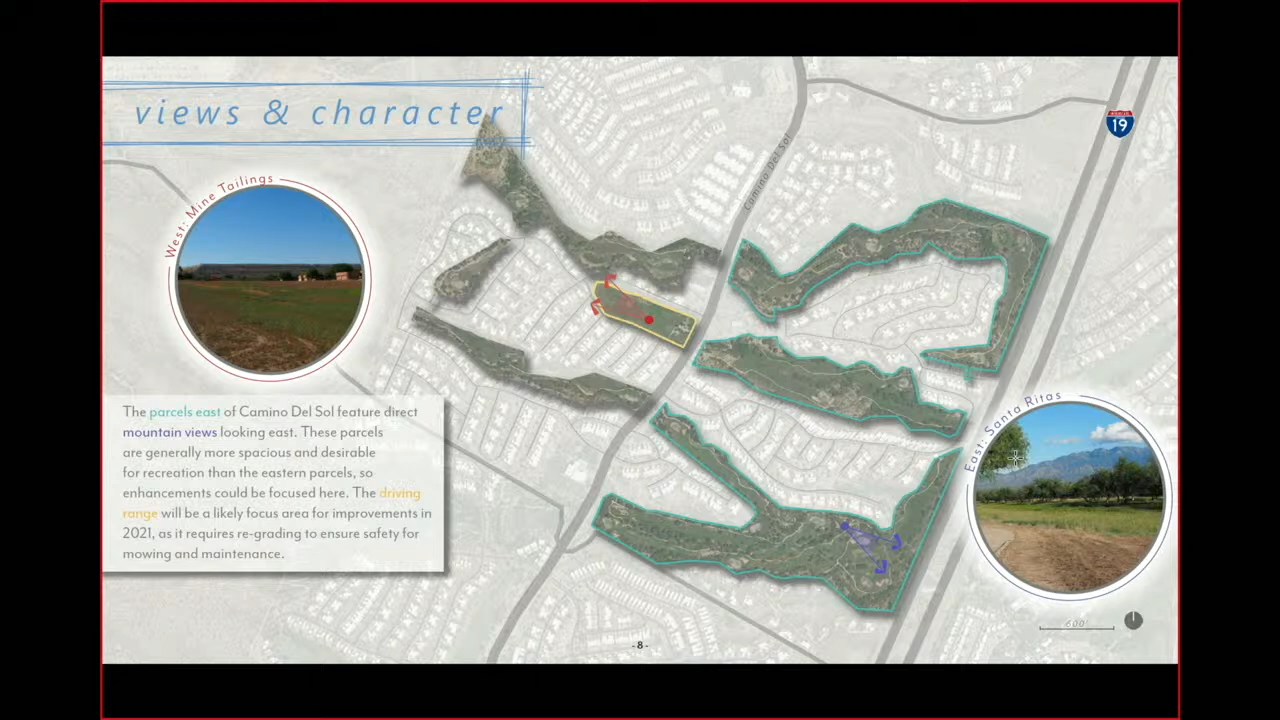 views & character
West: Mine Tailings
Camino Del Sol
19
The parcels east of Camino Del Sol feature direct
mountain views looking east. These parcels
are generally more spacious and desirable
for recreation than the eastern parcels, so
enhancements could be focused here. The driving
range will be a likely focus area for improvements in
2021, as it requires re-grading to ensure safety for
mowing and maintenance.
East: Santa Ritas
600'
-8-